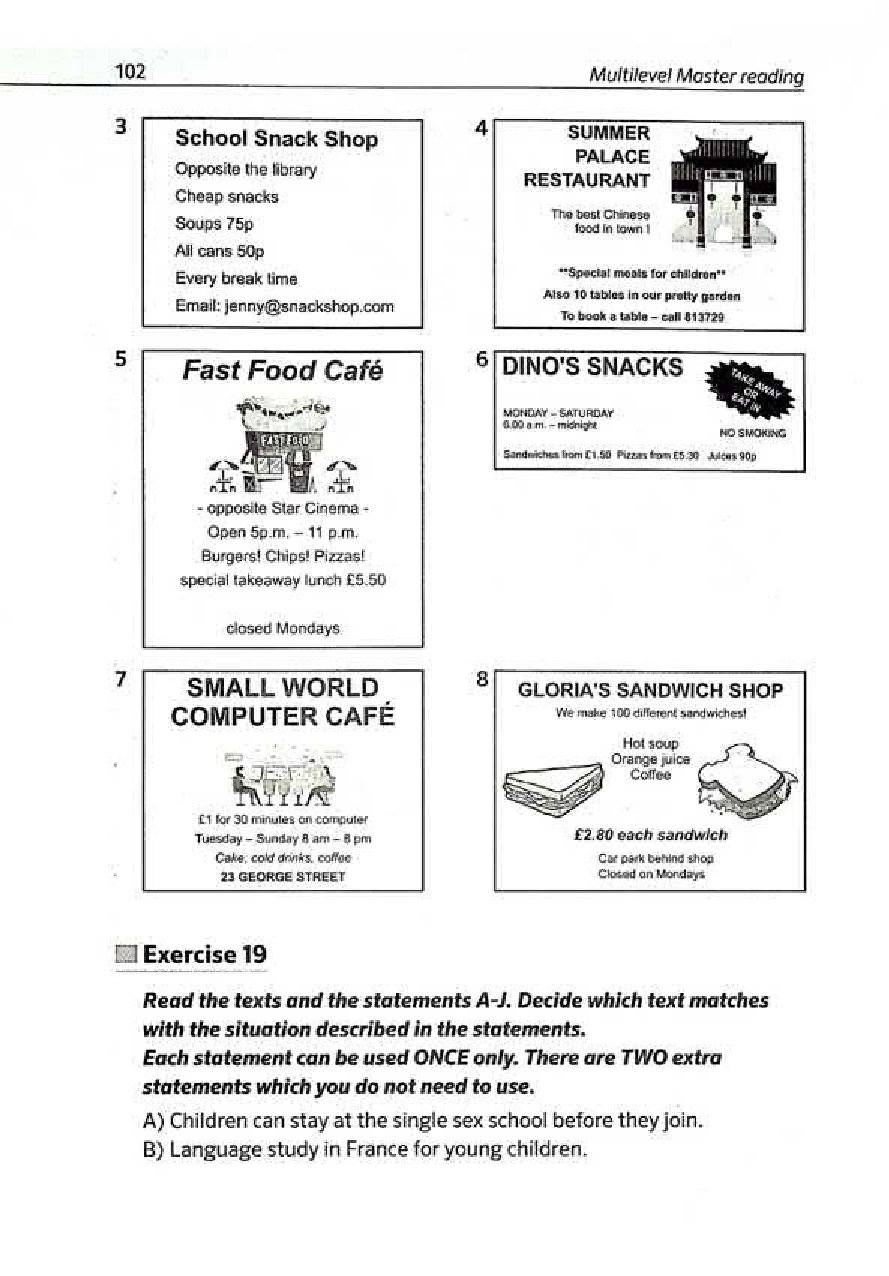 102
Multilevel Master reading
3
School Snack Shop
Opposite the library
Cheap snacks
Soups 75p
All cans 50p
Every break time
Email: jenny@snackshop.com
4
SUMMER
PALACE
RESTAURANT
The best Chinese
food in town !
**Special meals for children**
Also 10 tables in our pretty garden
To book a table – call 813729
5
Fast Food Café
FAST FOOD
- opposite Star Cinema -
Open 5p.m. – 11 p.m.
Burgers! Chips! Pizzas!
special takeaway lunch £5.50
closed Mondays
6
DINO'S SNACKS
TAKE AWAY
OR
EAT IN
MONDAY – SATURDAY
6.00 a.m. – midnight
NO SMOKING
Sandwiches from £1.50 Pizzas from £5.30 Juices 90p
7
SMALL WORLD
COMPUTER CAFÉ
£1 for 30 minutes on computer
Tuesday – Sunday 8 am – 8 pm
Cake, cold drinks, coffee
23 GEORGE STREET
8
GLORIA'S SANDWICH SHOP
We make 100 different sandwiches!
Hot soup
Orange juice
Coffee
£2.80 each sandwich
Car park behind shop
Closed on Mondays
Exercise 19
Read the texts and the statements A-J. Decide which text matches
with the situation described in the statements.
Each statement can be used ONCE only. There are TWO extra
statements which you do not need to use.
A) Children can stay at the single sex school before they join.
B) Language study in France for young children.